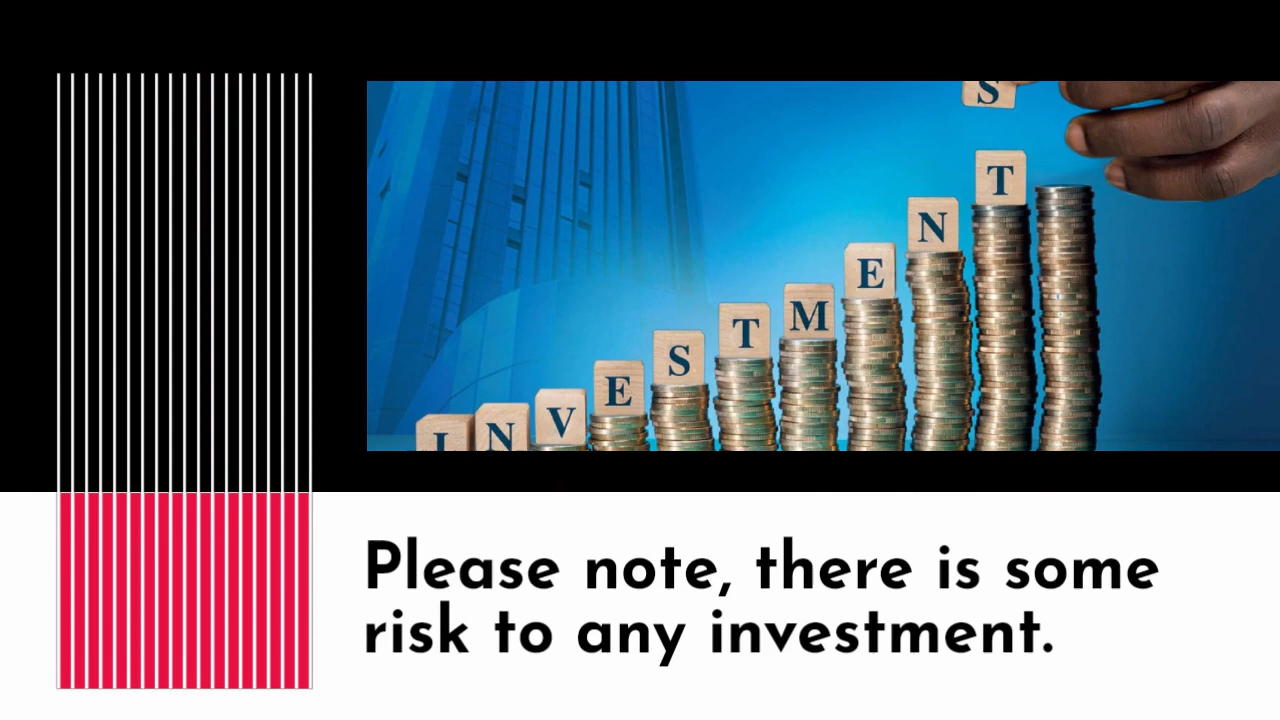 INVESTMENTS
Please note, there is some
risk to any investment.